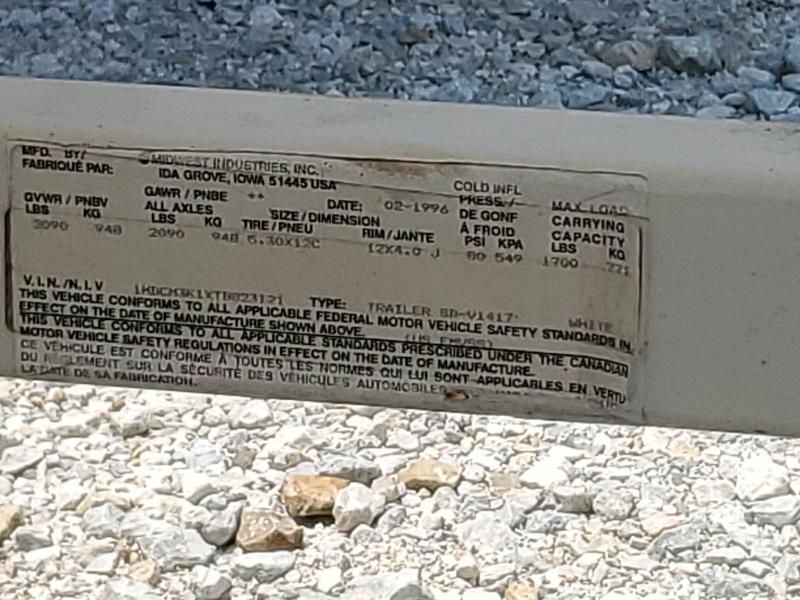 MFD. BY/ MIDWEST INDUSTRIES, INC.
FABRIQUÉ PAR: IDA GROVE, IOWA 51445 USA
GVWR / PNBV GAWR / PNBE ++ DATE: 02-1996 COLD INFL PRESS./ MAX LOAD
LBS KG ALL AXLES SIZE/DIMENSION DE GONF CARRYING
LBS KG TIRE/PNEU RIM/JANTE À FROID CAPACITY
PSI KPA LBS KG
2090 948 2090 948 5.30X12C 12X4.0 J 80 549 1700 771
V.I.N./N.I.V TYPE: TRAILER WHITE
THIS VEHICLE CONFORMS TO ALL APPLICABLE FEDERAL MOTOR VEHICLE SAFETY STANDARDS IN
EFFECT ON THE DATE OF MANUFACTURE SHOWN ABOVE. (US FMVSS)
THIS VEHICLE CONFORMS TO ALL APPLICABLE STANDARDS PRESCRIBED UNDER THE CANADIAN
MOTOR VEHICLE SAFETY REGULATIONS IN EFFECT ON THE DATE OF MANUFACTURE.
CE VÉHICULE EST CONFORME À TOUTES LES NORMES QUI LUI SONT APPLICABLES EN VERTU
DU RÈGLEMENT SUR LA SÉCURITÉ DES VÉHICULES AUTOMOBILES
LA DATE DE SA FABRICATION.